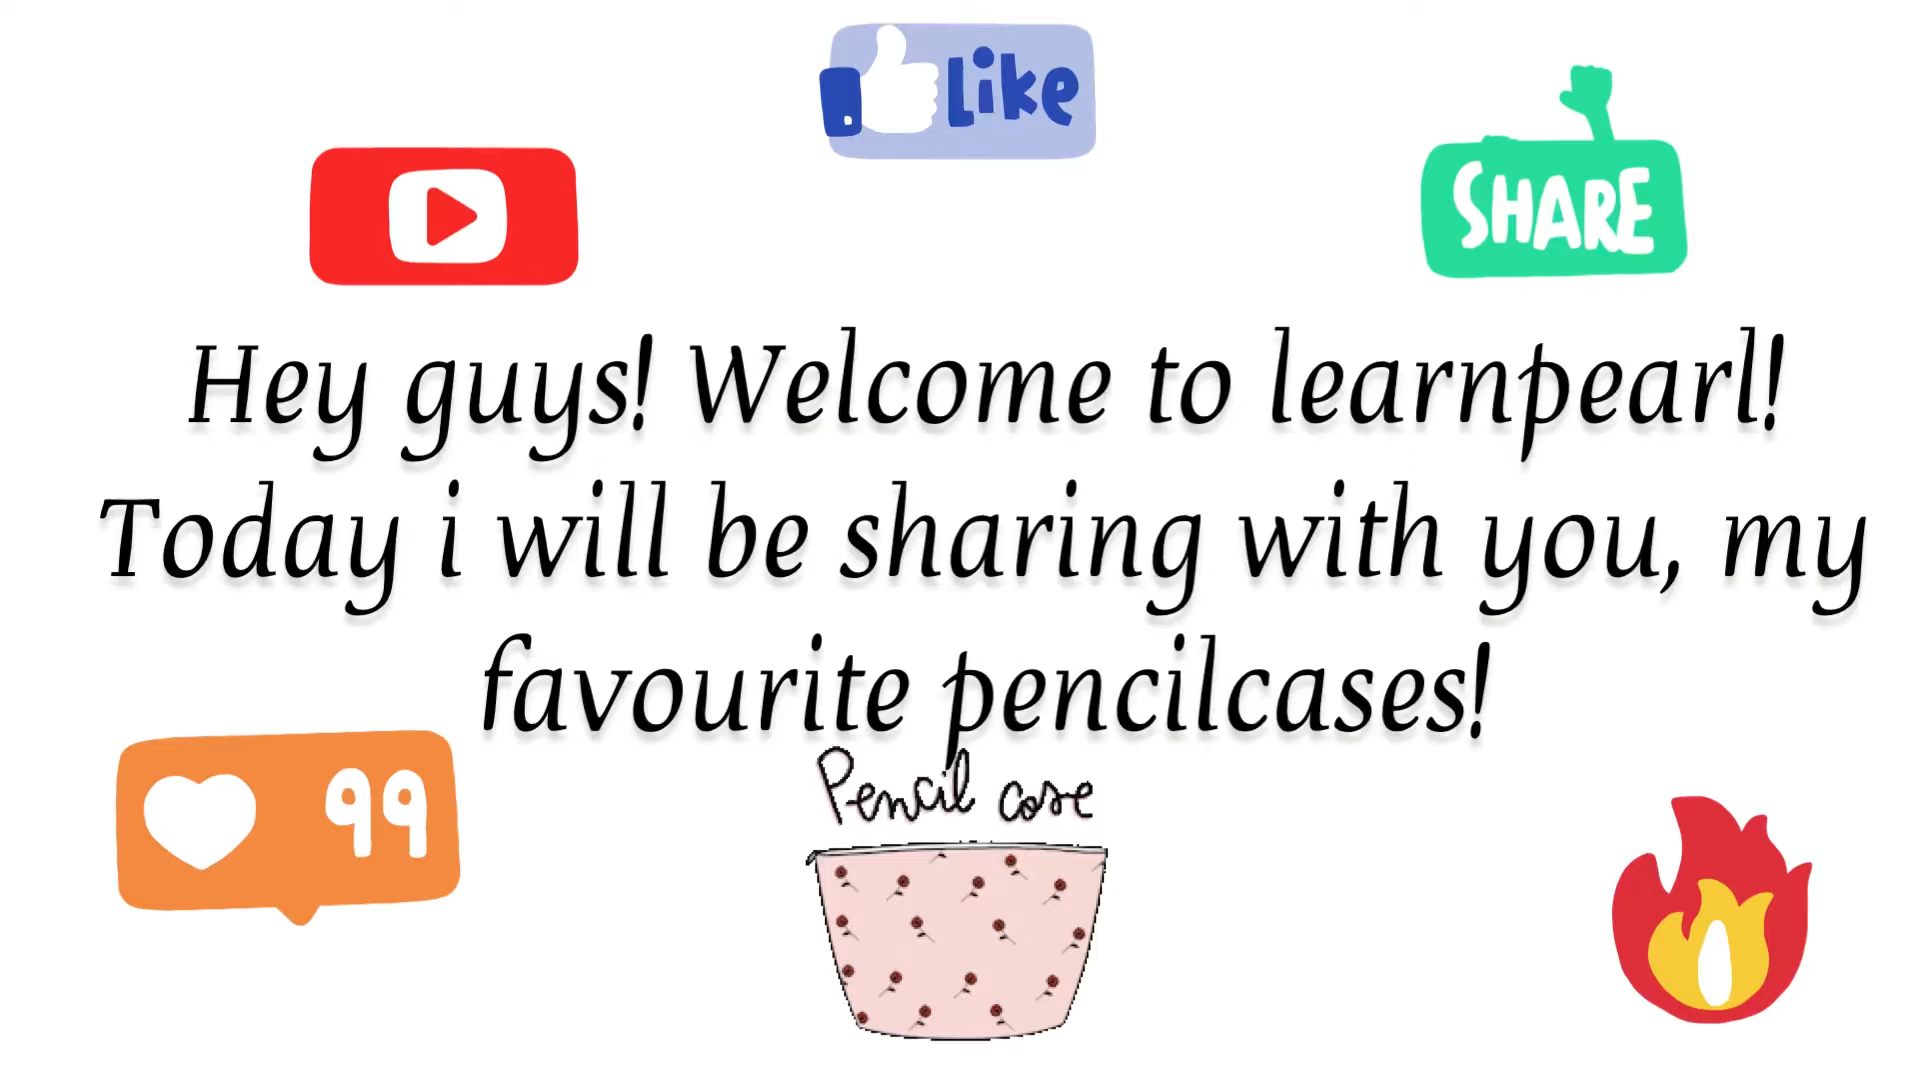 Like
SHARE
Hey guys! Welcome to learnpearl!
Today i will be sharing with you, my
favourite pencilcases!
99
Pencil case